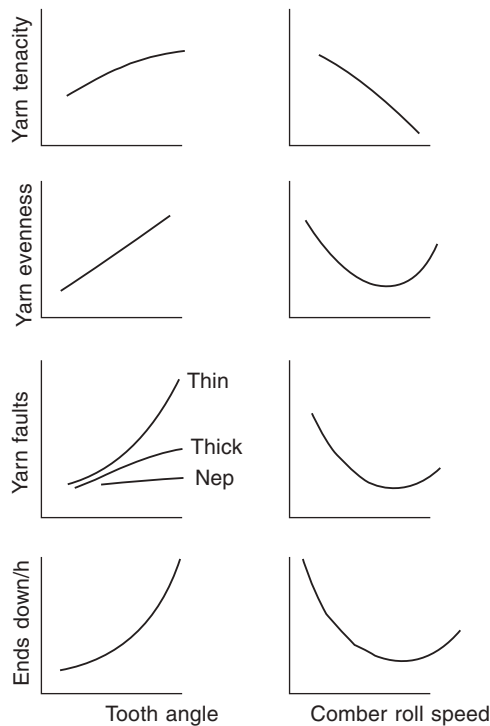 Yarn tenacity
Yarn evenness
Yarn faults
Thin
Thick
Nep
Ends down/h
Tooth angle
Comber roll speed